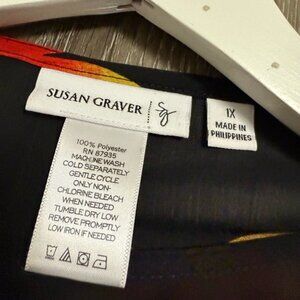 SUSAN GRAVER
sg
1X
MADE IN
PHILIPPINES
100% Polyester
RN 87935
MACHINE WASH
COLD SEPARATELY
GENTLE CYCLE
ONLY NON-
CHLORINE BLEACH
WHEN NEEDED
TUMBLE DRY LOW
REMOVE PROMPTLY
LOW IRON IF NEEDED